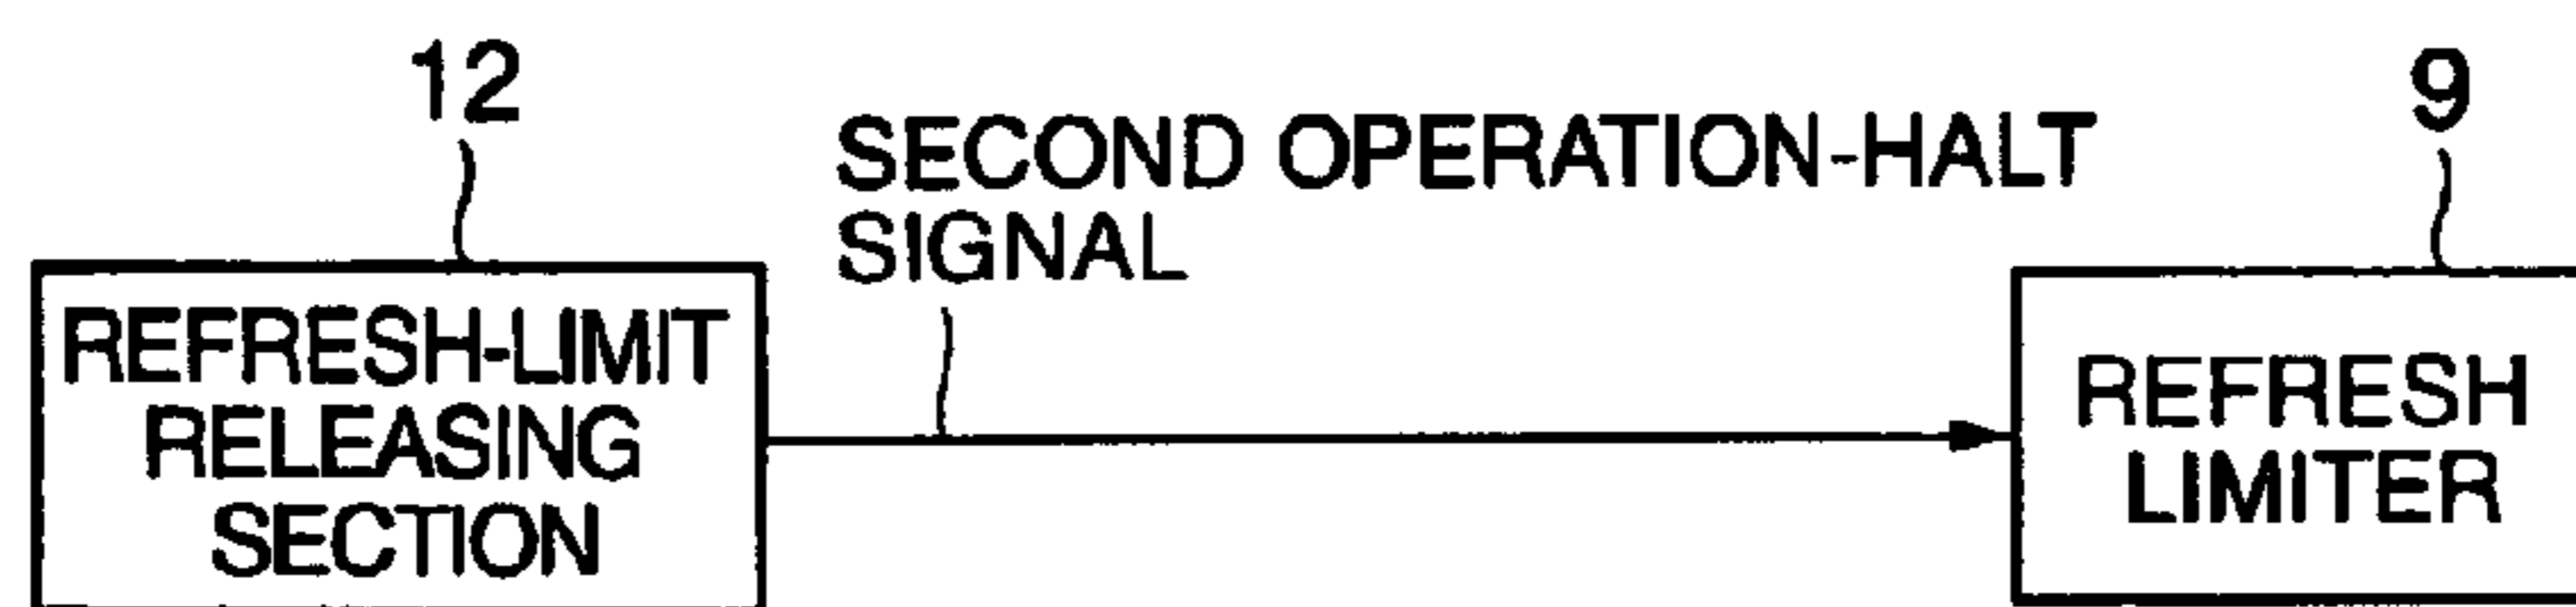 12
SECOND OPERATION-HALT
SIGNAL
9
REFRESH-LIMIT
RELEASING
SECTION
REFRESH
LIMITER